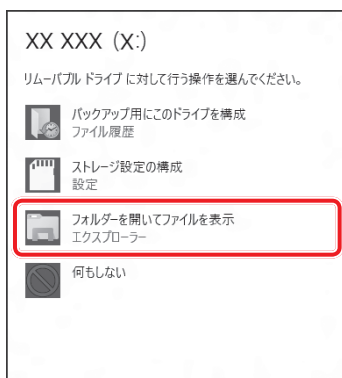 XX XXX (X:)
リムーバブル ドライブ に対して行う操作を選んでください。
バックアップ用にこのドライブを構成
ファイル履歴
ストレージ設定の構成
設定
フォルダーを開いてファイルを表示
エクスプローラー
何もしない